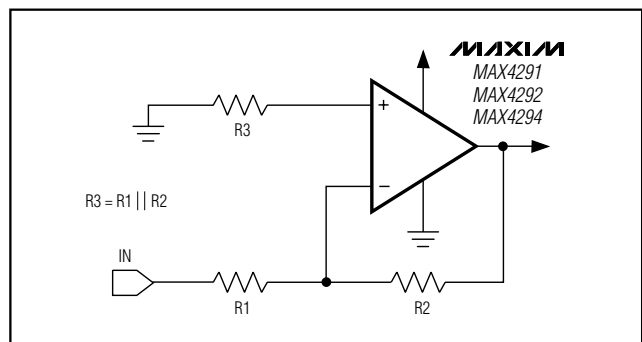 MAXIM
MAX4291
MAX4292
MAX4294
+
R3
−
R3 = R1 || R2
IN
R1
R2